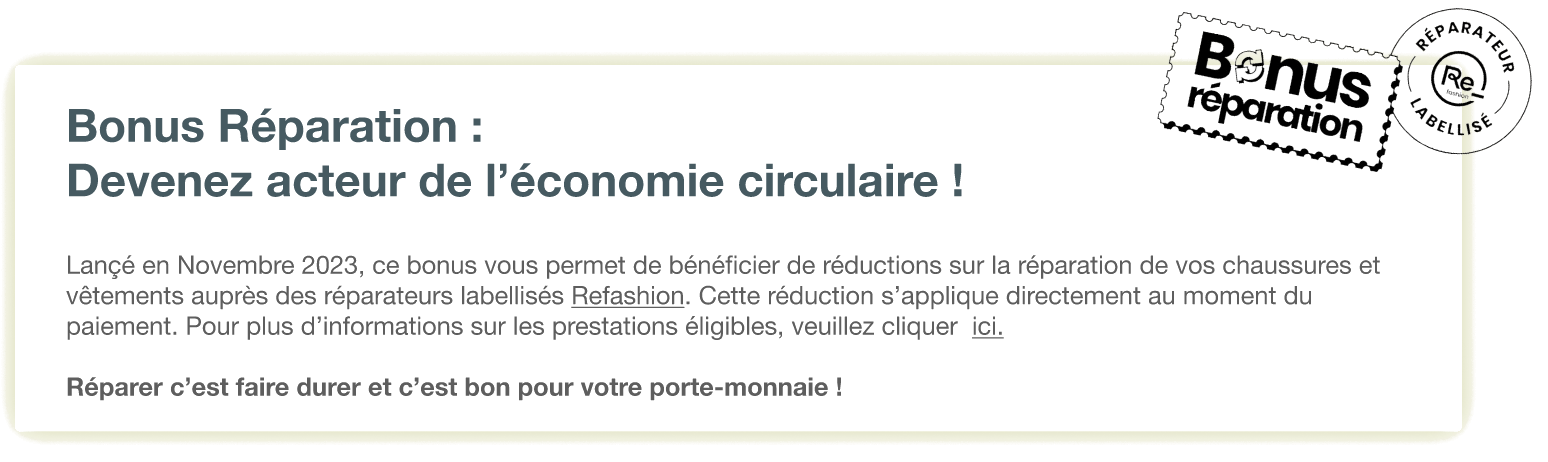 Bonus
réparation
RÉPARATEUR
Re_
fashion
LABELLISÉ
Bonus Réparation :
Devenez acteur de l’économie circulaire !
Lançé en Novembre 2023, ce bonus vous permet de bénéficier de réductions sur la réparation de vos chaussures et
vêtements auprès des réparateurs labellisés Refashion. Cette réduction s’applique directement au moment du
paiement. Pour plus d’informations sur les prestations éligibles, veuillez cliquer ici.
Réparer c’est faire durer et c’est bon pour votre porte-monnaie !